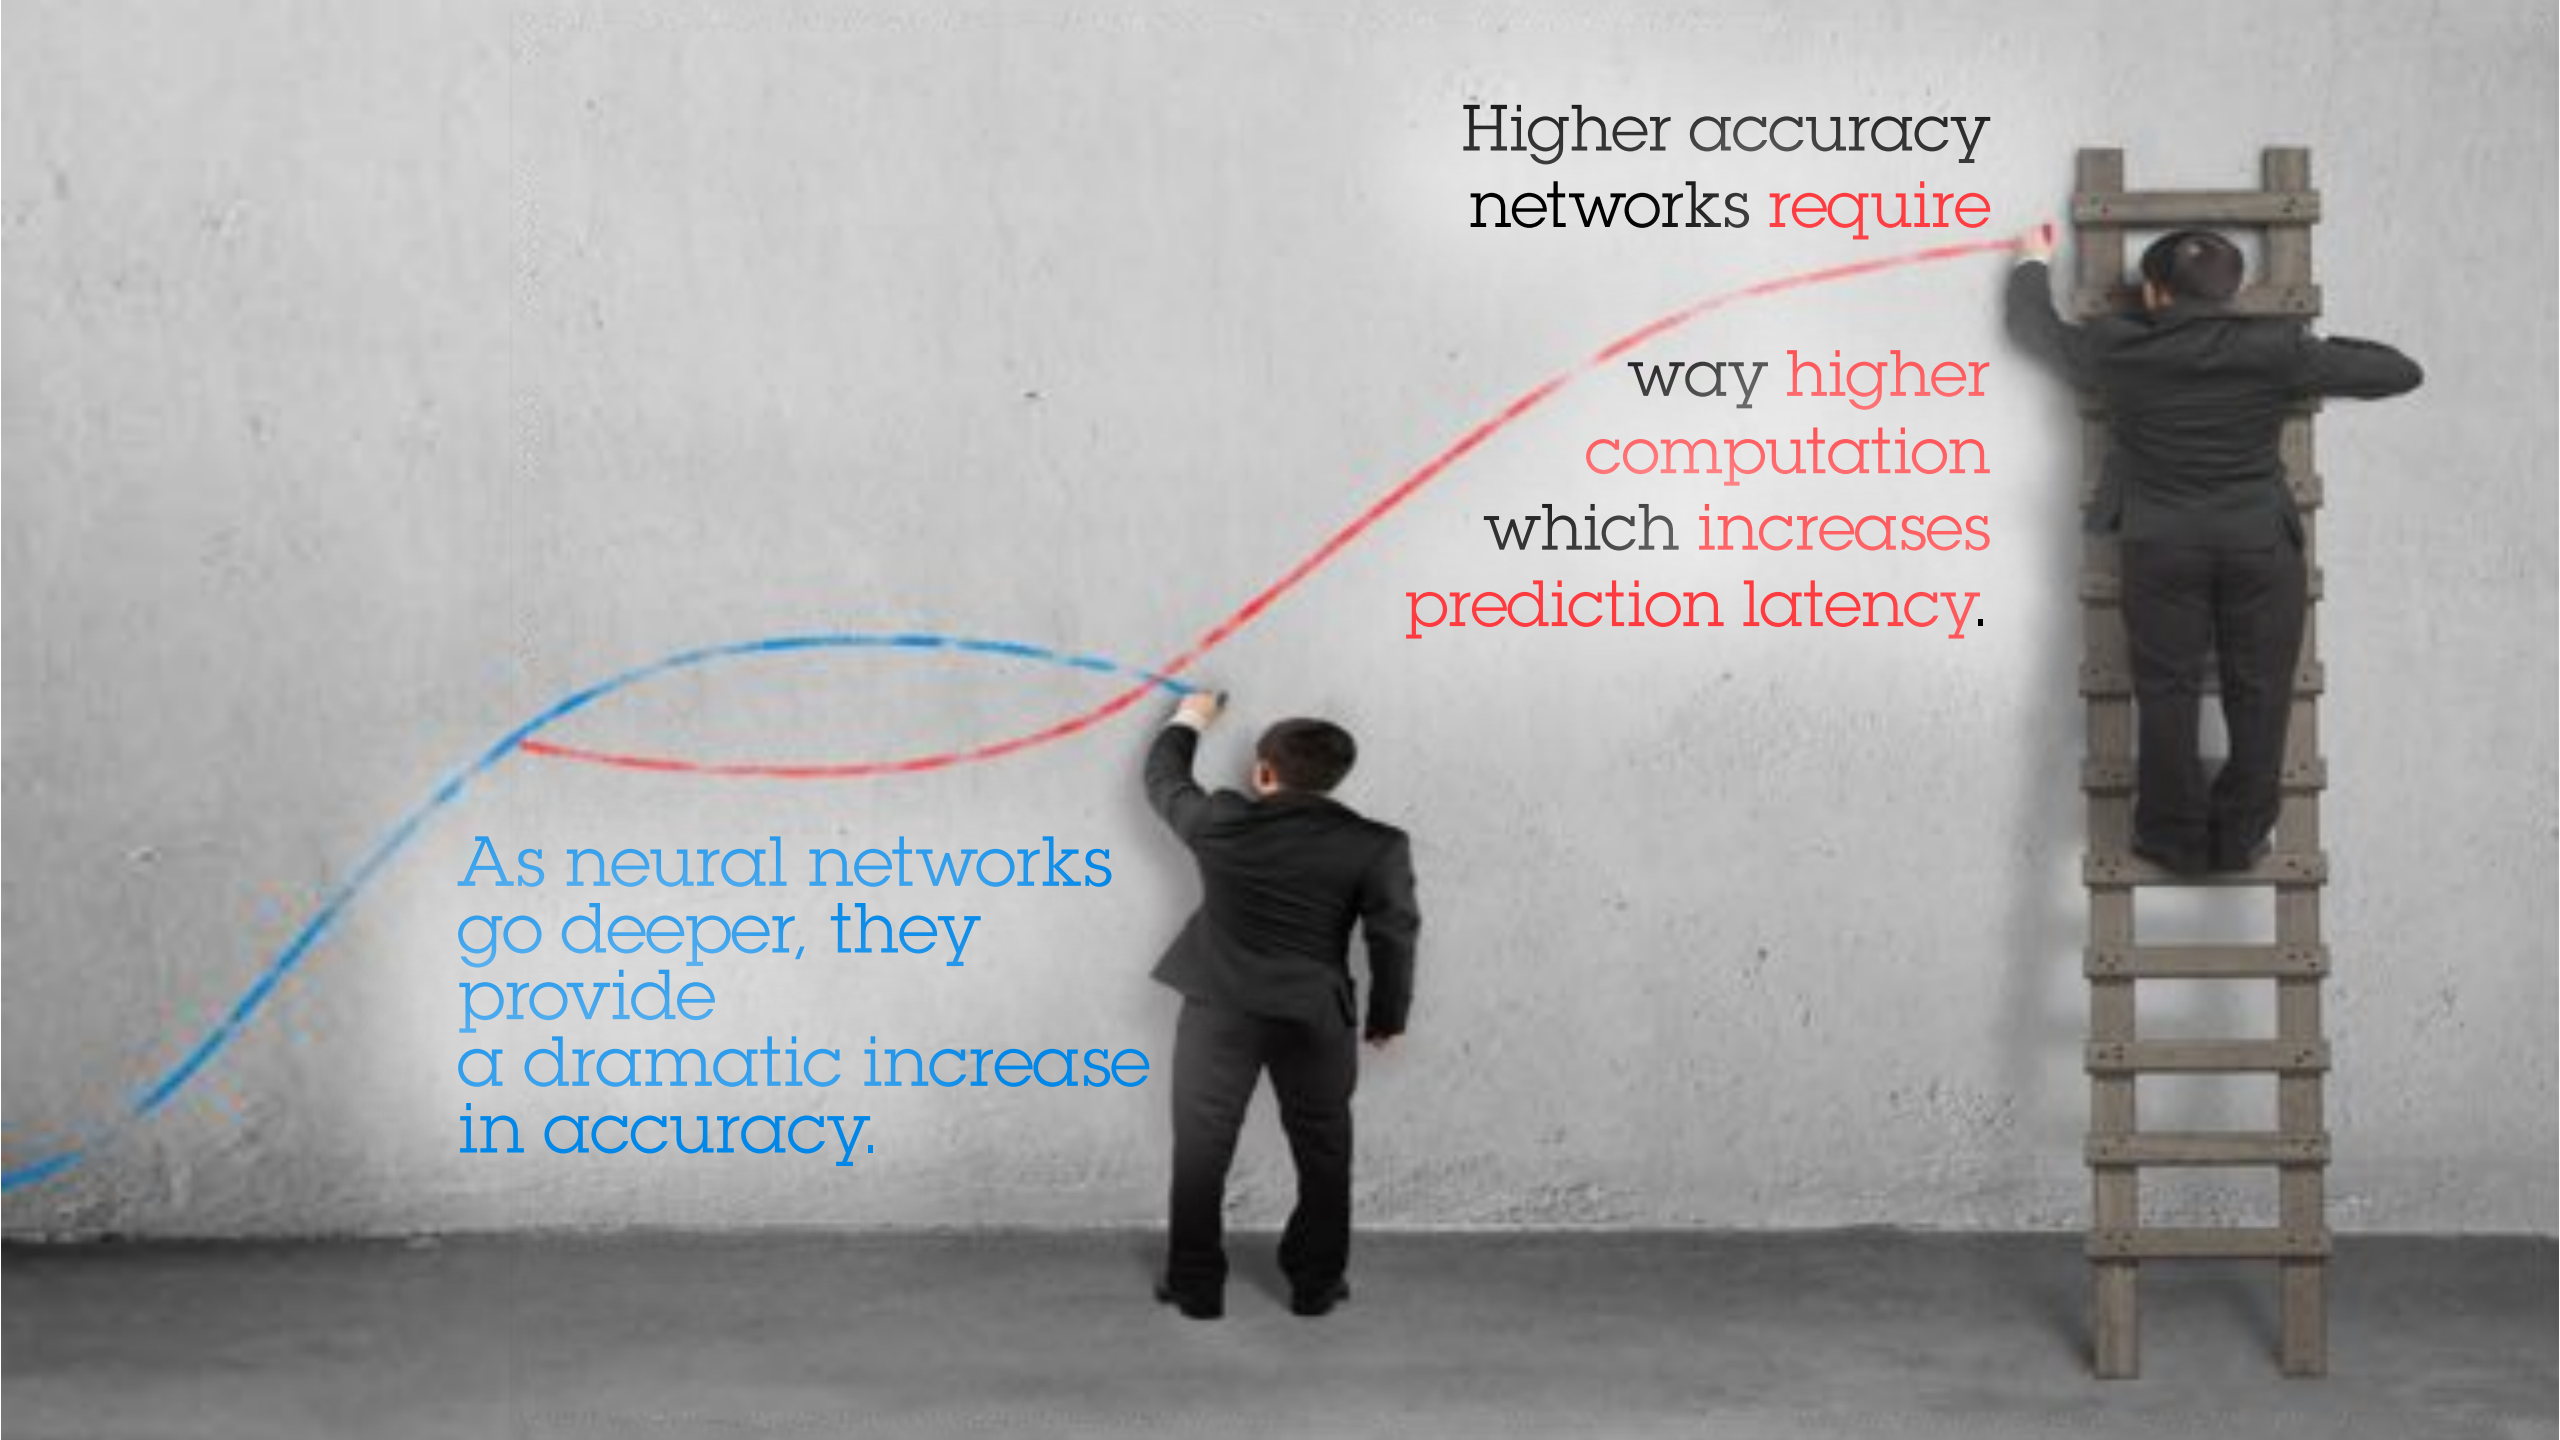 Higher accuracy
networks require
way higher
computation
which increases
prediction latency.
As neural networks
go deeper, they
provide
a dramatic increase
in accuracy.